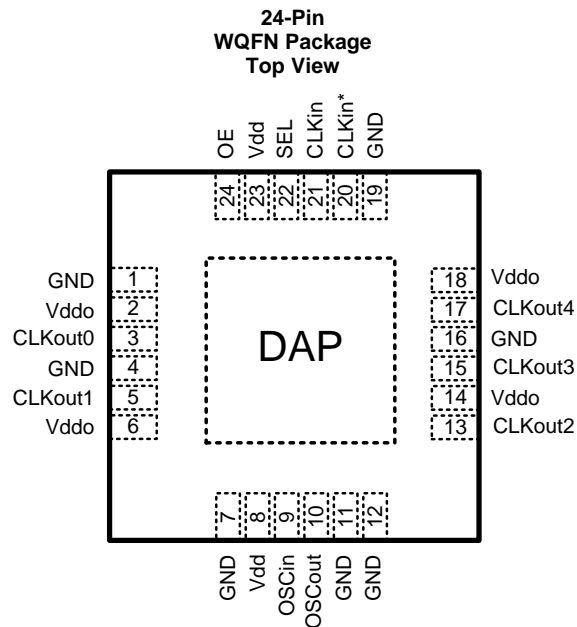 24-Pin
WQFN Package
Top View
OE
Vdd
SEL
CLKin
CLKin*
GND
24
23
22
21
20
19
GND 1
Vddo 2
CLKout0 3
GND 4
CLKout1 5
Vddo 6
DAP
18 Vddo
17 CLKout4
16 GND
15 CLKout3
14 Vddo
13 CLKout2
7
8
9
10
11
12
GND
Vdd
OSCin
OSCout
GND
GND